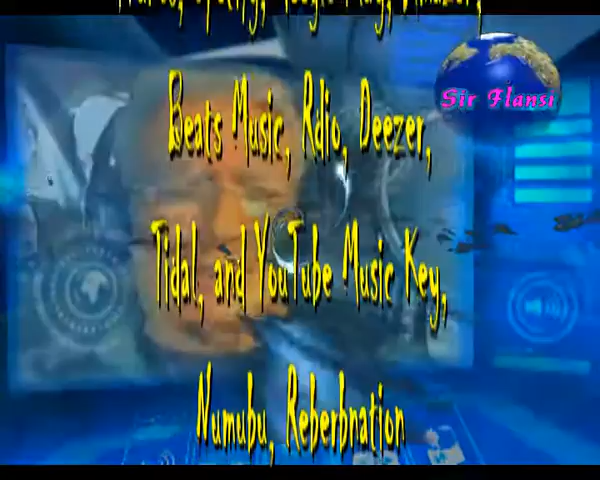 Sir Flansi
Beats Music, Rdio, Deezer,
Tidal, and YouTube Music Key,
Numubu, Reberbnation